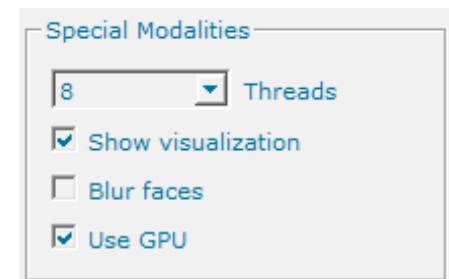 Special Modalities
8 Threads
Show visualization
Blur faces
Use GPU